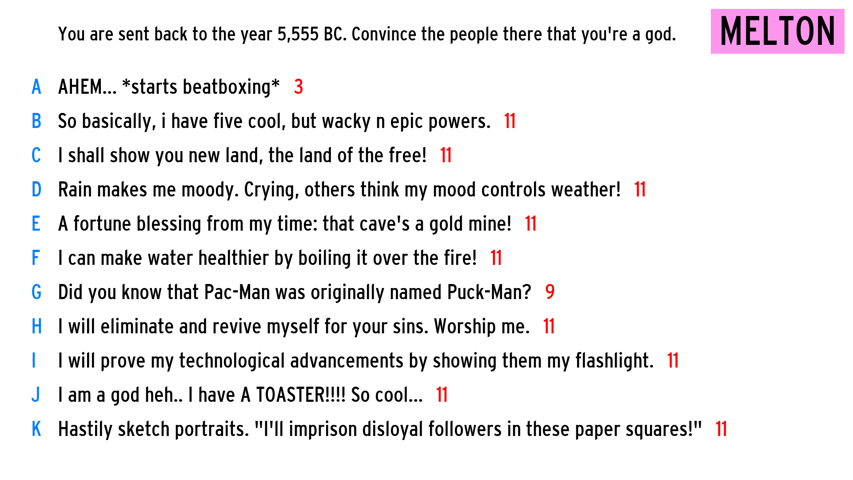 You are sent back to the year 5,555 BC. Convince the people there that you're a god.
MELTON
A AHEM... *starts beatboxing* 3
B So basically, i have five cool, but wacky n epic powers. 11
C I shall show you new land, the land of the free! 11
D Rain makes me moody. Crying, others think my mood controls weather! 11
E A fortune blessing from my time: that cave's a gold mine! 11
F I can make water healthier by boiling it over the fire! 11
G Did you know that Pac-Man was originally named Puck-Man? 9
H I will eliminate and revive myself for your sins. Worship me. 11
I I will prove my technological advancements by showing them my flashlight. 11
J I am a god heh.. I have A TOASTER!!!! So cool... 11
K Hastily sketch portraits. "I'll imprison disloyal followers in these paper squares!" 11